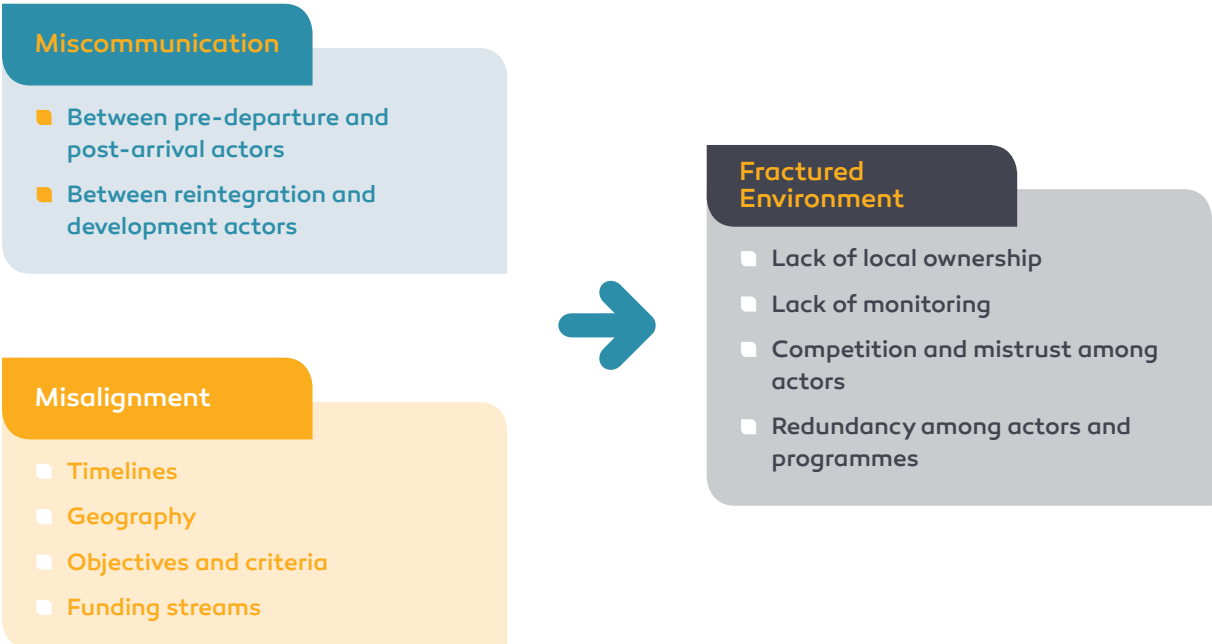 Miscommunication
Between pre-departure and
post-arrival actors
Between reintegration and
development actors
Misalignment
Timelines
Geography
Objectives and criteria
Funding streams
Fractured
Environment
Lack of local ownership
Lack of monitoring
Competition and mistrust among
actors
Redundancy among actors and
programmes